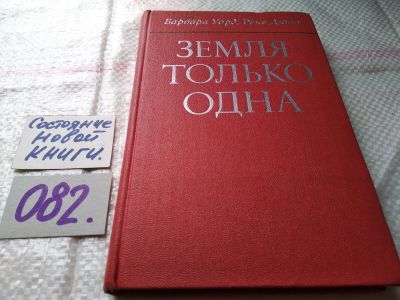 Барбара Уорд, Рене Дюбо
ЗЕМЛЯ
ТОЛЬКО
ОДНА
Состояние
новой
книги.
082.